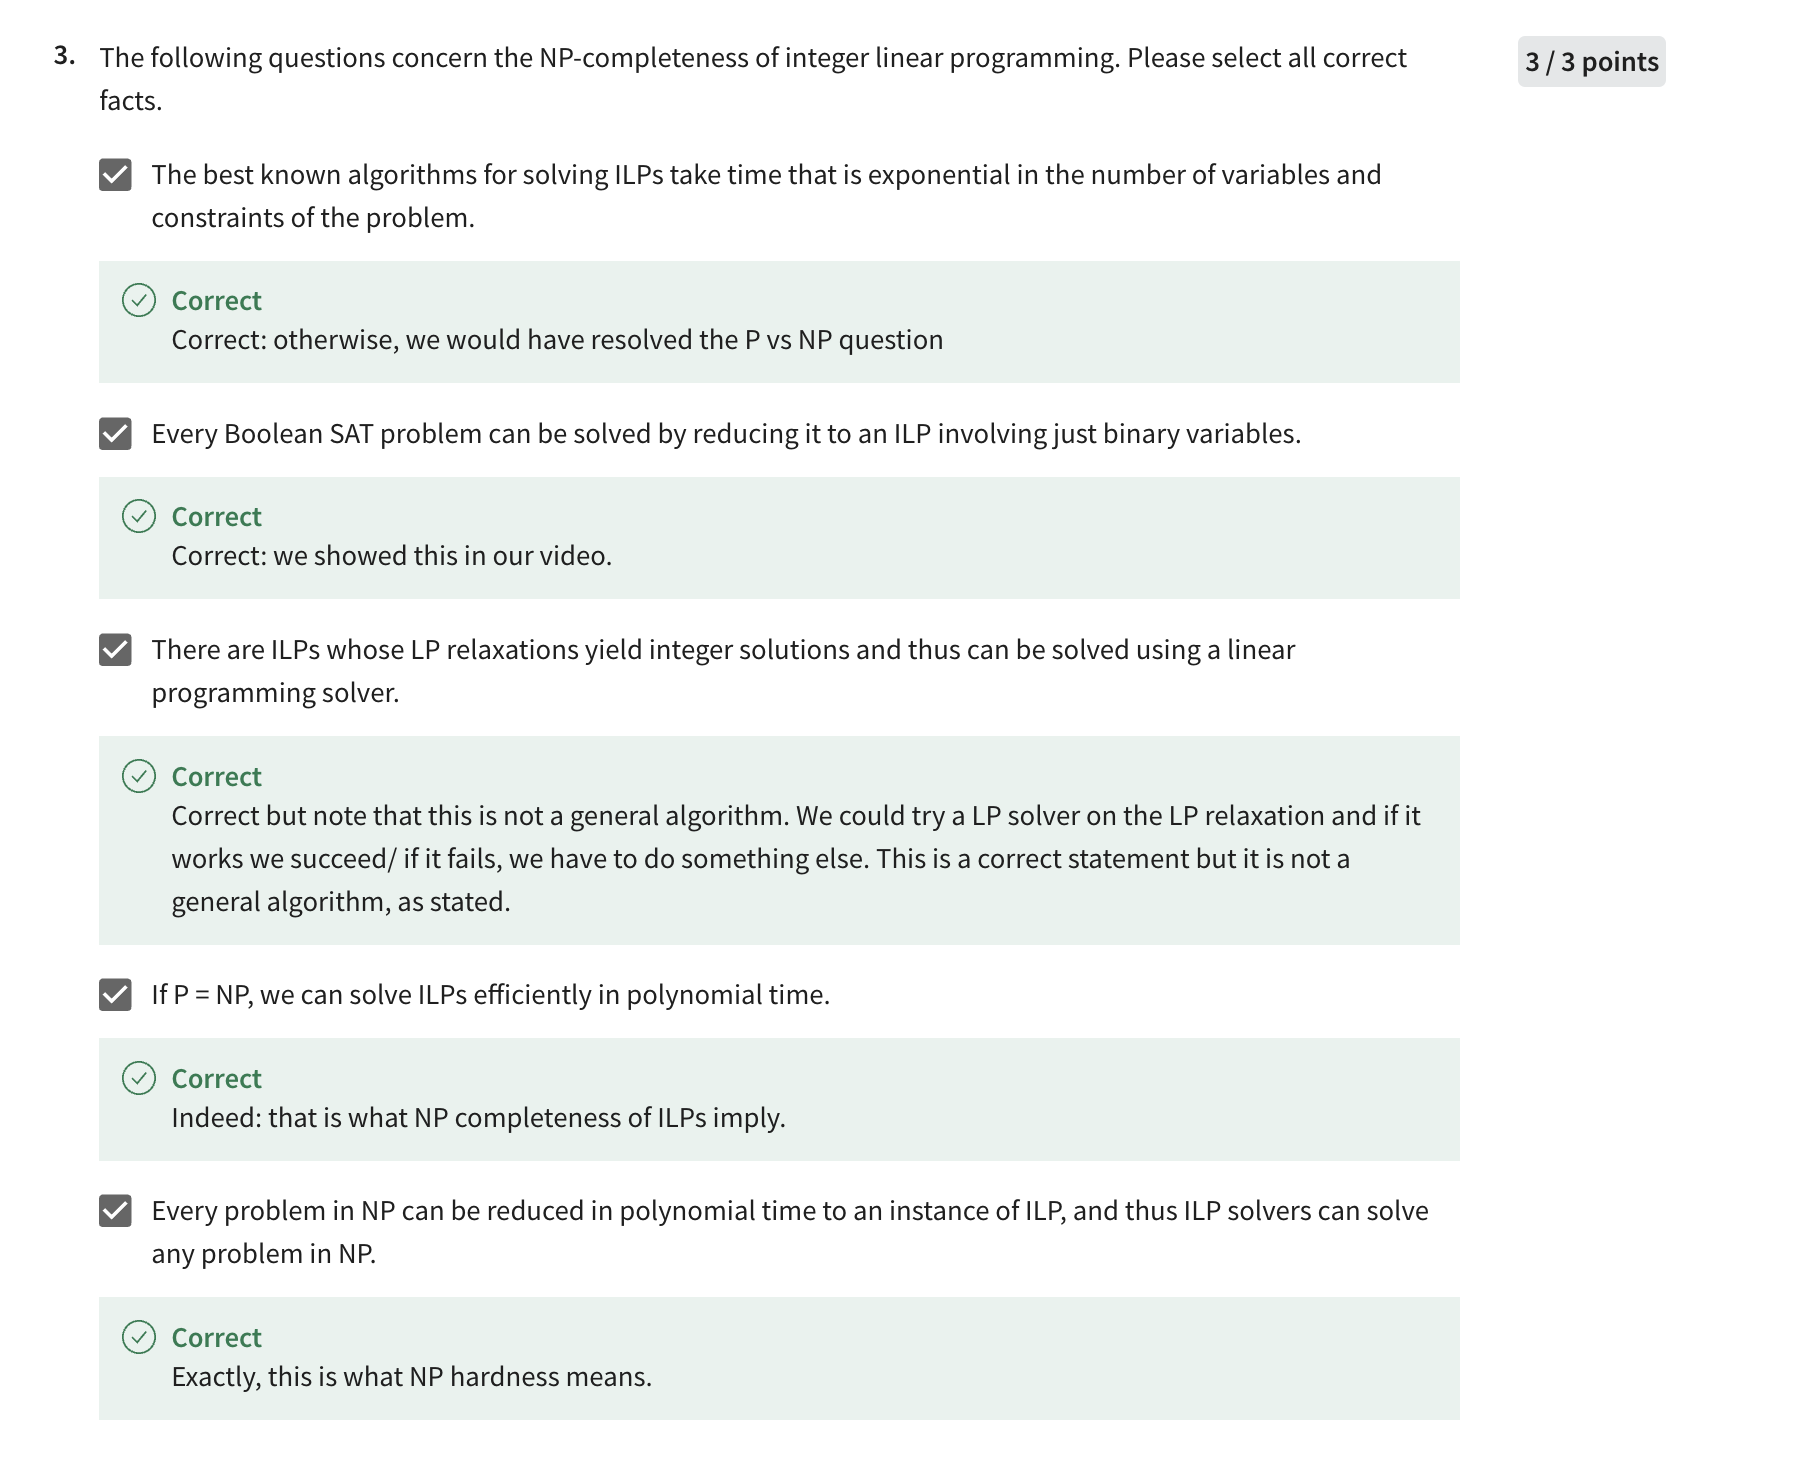 3. The following questions concern the NP-completeness of integer linear programming. Please select all correct
facts.
3 / 3 points
The best known algorithms for solving ILPs take time that is exponential in the number of variables and
constraints of the problem.
Correct
Correct: otherwise, we would have resolved the P vs NP question
Every Boolean SAT problem can be solved by reducing it to an ILP involving just binary variables.
Correct
Correct: we showed this in our video.
There are ILPs whose LP relaxations yield integer solutions and thus can be solved using a linear
programming solver.
Correct
Correct but note that this is not a general algorithm. We could try a LP solver on the LP relaxation and if it
works we succeed/ if it fails, we have to do something else. This is a correct statement but it is not a
general algorithm, as stated.
If P = NP, we can solve ILPs efficiently in polynomial time.
Correct
Indeed: that is what NP completeness of ILPs imply.
Every problem in NP can be reduced in polynomial time to an instance of ILP, and thus ILP solvers can solve
any problem in NP.
Correct
Exactly, this is what NP hardness means.